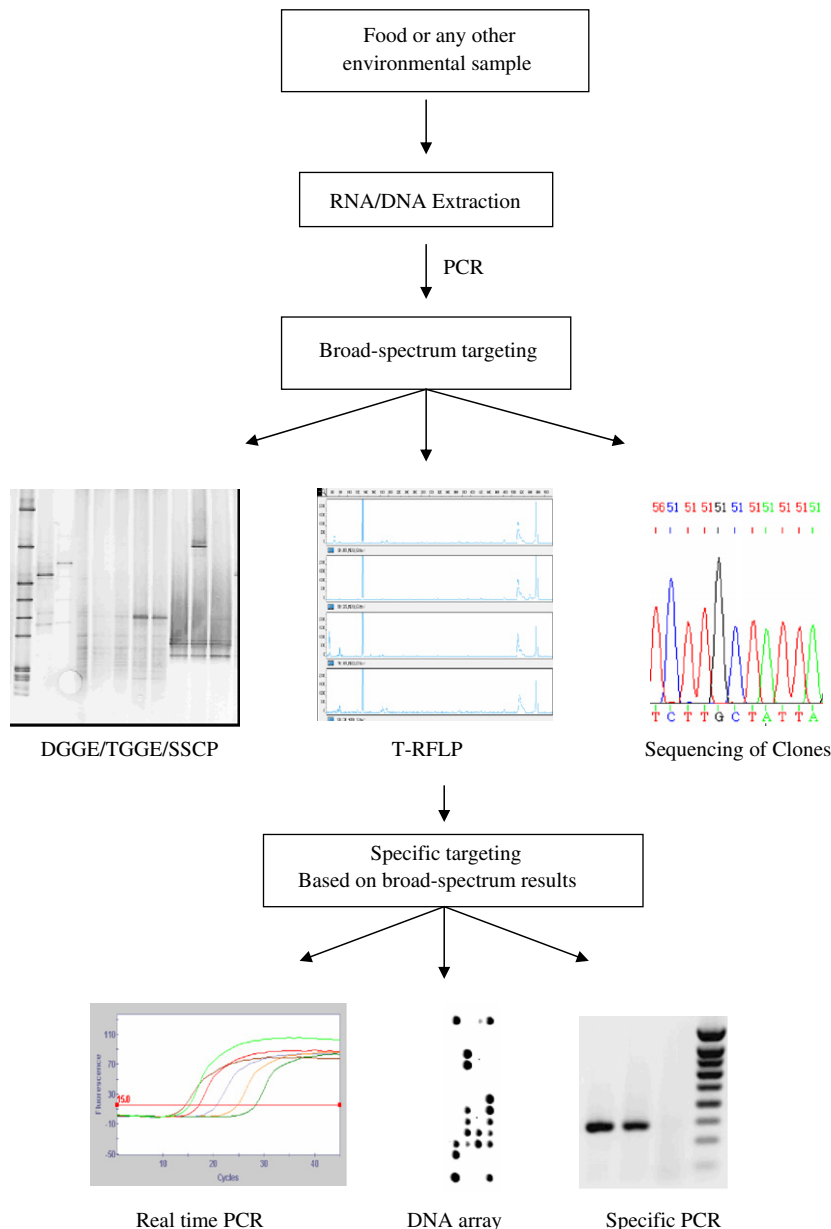 Food or any other
environmental sample
RNA/DNA Extraction
PCR
Broad-spectrum targeting
56 51 51 51 51 51 51 51 51 51 51
T C T T G C T A T T A
DGGE/TGGE/SSCP
T-RFLP
Sequencing of Clones
Specific targeting
Based on broad-spectrum results
110
70
30
-10
-50
Fluorescence
15.0
10
20
30
40
Cycles
Real time PCR
DNA array
Specific PCR